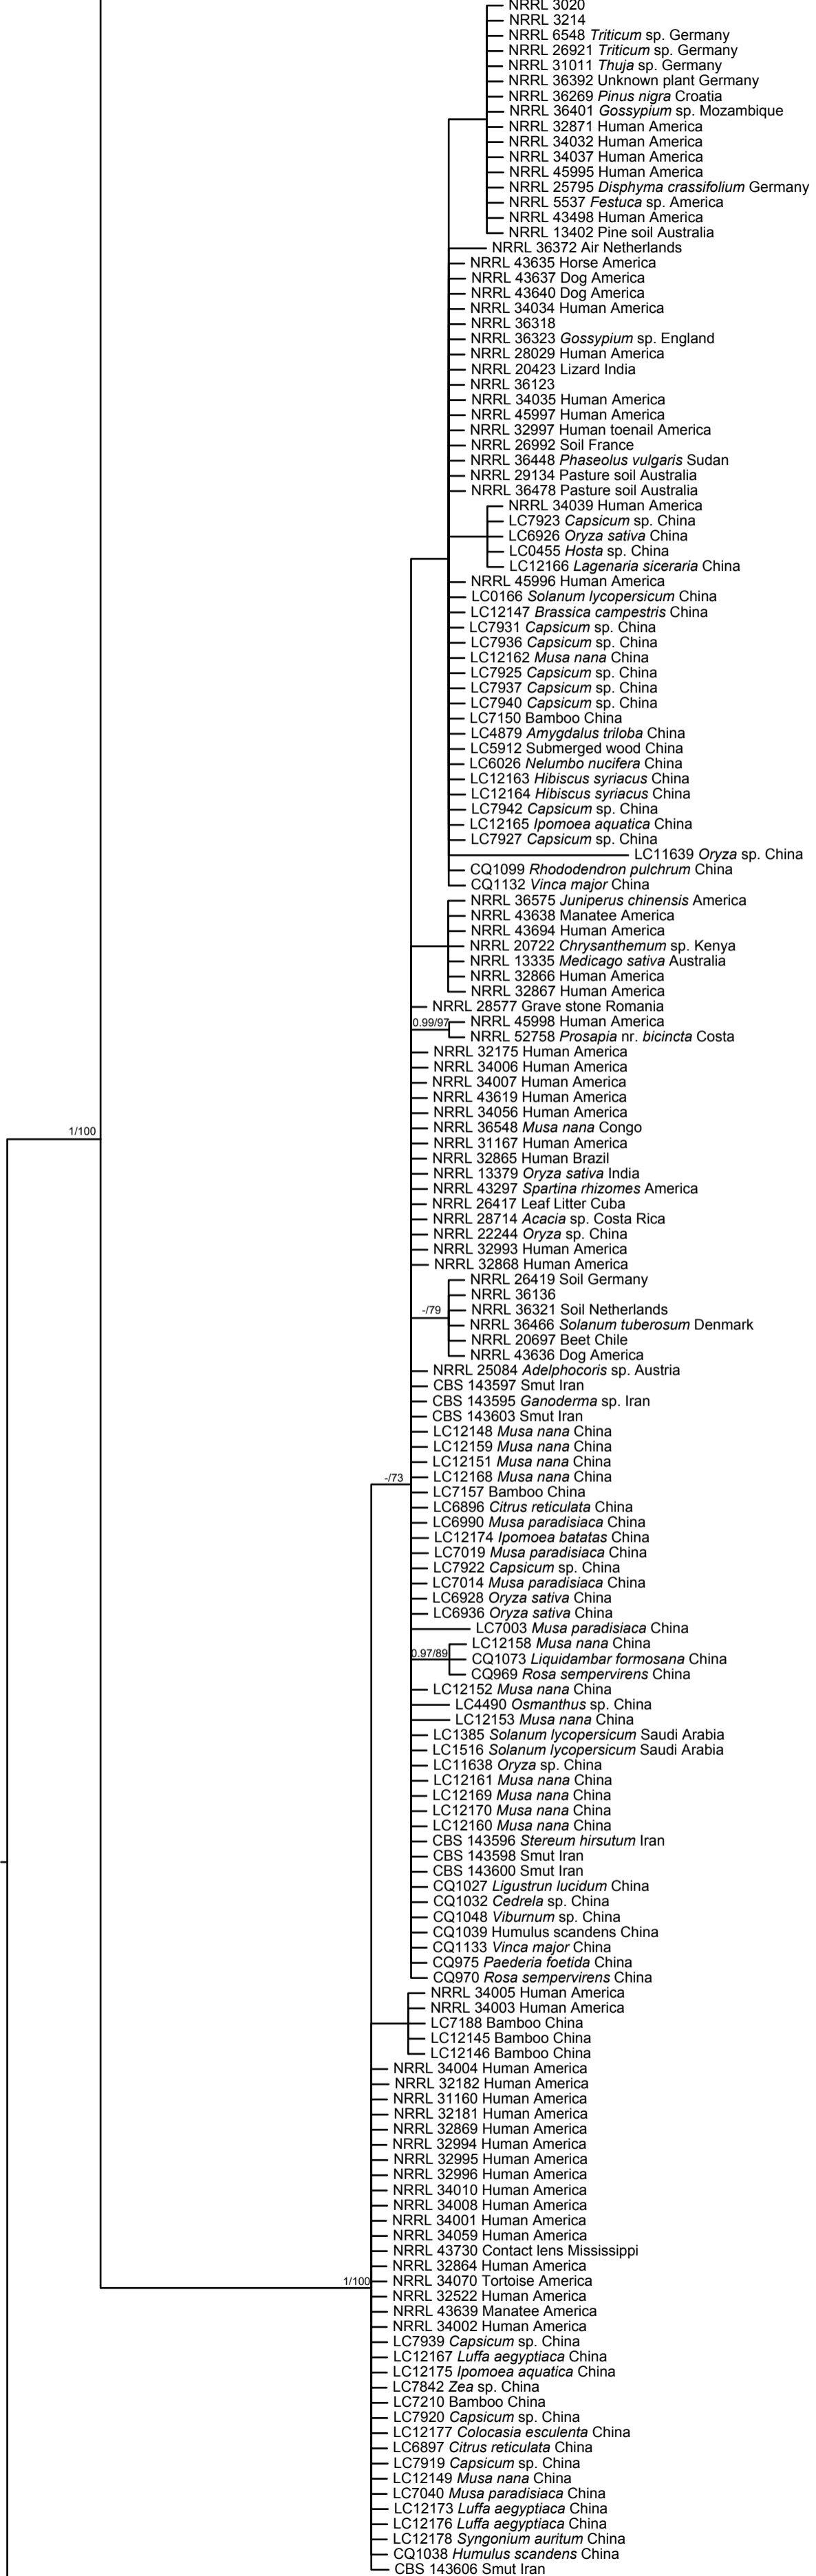 NRRL 3020
NRRL 3214
NRRL 6548 Triticum sp. Germany
NRRL 26921 Triticum sp. Germany
NRRL 31011 Thuja sp. Germany
NRRL 36392 Unknown plant Germany
NRRL 36269 Pinus nigra Croatia
NRRL 36401 Gossypium sp. Mozambique
NRRL 32871 Human America
NRRL 34032 Human America
NRRL 34037 Human America
NRRL 45995 Human America
NRRL 25795 Disphyma crassifolium Germany
NRRL 5537 Festuca sp. America
NRRL 43498 Human America
NRRL 13402 Pine soil Australia
NRRL 36372 Air Netherlands
NRRL 43635 Horse America
NRRL 43637 Dog America
NRRL 43640 Dog America
NRRL 34034 Human America
NRRL 36318
NRRL 36323 Gossypium sp. England
NRRL 28029 Human America
NRRL 20423 Lizard India
NRRL 36123
NRRL 34035 Human America
NRRL 45997 Human America
NRRL 32997 Human toenail America
NRRL 26992 Soil France
NRRL 36448 Phaseolus vulgaris Sudan
NRRL 29134 Pasture soil Australia
NRRL 36478 Pasture soil Australia
NRRL 34039 Human America
LC7923 Capsicum sp. China
LC6926 Oryza sativa China
LC0455 Hosta sp. China
LC12166 Lagenaria siceraria China
NRRL 45996 Human America
LC0166 Solanum lycopersicum China
LC12147 Brassica campestris China
LC7931 Capsicum sp. China
LC7936 Capsicum sp. China
LC12162 Musa nana China
LC7925 Capsicum sp. China
LC7937 Capsicum sp. China
LC7940 Capsicum sp. China
LC7150 Bamboo China
LC4879 Amygdalus triloba China
LC5912 Submerged wood China
LC6026 Nelumbo nucifera China
LC12163 Hibiscus syriacus China
LC12164 Hibiscus syriacus China
LC7942 Capsicum sp. China
LC12165 Ipomoea aquatica China
LC7927 Capsicum sp. China
LC11639 Oryza sp. China
CQ1099 Rhododendron pulchrum China
CQ1132 Vinca major China
NRRL 36575 Juniperus chinensis America
NRRL 43638 Manatee America
NRRL 43694 Human America
NRRL 20722 Chrysanthemum sp. Kenya
NRRL 13335 Medicago sativa Australia
NRRL 32866 Human America
NRRL 32867 Human America
NRRL 28577 Grave stone Romania
0.99/97
NRRL 45998 Human America
NRRL 52758 Prosapia nr. bicincta Costa
NRRL 32175 Human America
NRRL 34006 Human America
NRRL 34007 Human America
NRRL 43619 Human America
NRRL 34056 Human America
NRRL 36548 Musa nana Congo
1/100
NRRL 31167 Human America
NRRL 32865 Human Brazil
NRRL 13379 Oryza sativa India
NRRL 43297 Spartina rhizomes America
NRRL 26417 Leaf Litter Cuba
NRRL 28714 Acacia sp. Costa Rica
NRRL 22244 Oryza sp. China
NRRL 32993 Human America
NRRL 32868 Human America
NRRL 26419 Soil Germany
NRRL 36136
-/79
NRRL 36321 Soil Netherlands
NRRL 36466 Solanum tuberosum Denmark
NRRL 20697 Beet Chile
NRRL 43636 Dog America
NRRL 25084 Adelphocoris sp. Austria
CBS 143597 Smut Iran
CBS 143595 Ganoderma sp. Iran
CBS 143603 Smut Iran
LC12148 Musa nana China
LC12159 Musa nana China
LC12151 Musa nana China
LC12168 Musa nana China
-/73
LC7157 Bamboo China
LC6896 Citrus reticulata China
LC6990 Musa paradisiaca China
LC12174 Ipomoea batatas China
LC7019 Musa paradisiaca China
LC7922 Capsicum sp. China
LC7014 Musa paradisiaca China
LC6928 Oryza sativa China
LC6936 Oryza sativa China
LC7003 Musa paradisiaca China
LC12158 Musa nana China
0.97/89
CQ1073 Liquidambar formosana China
CQ969 Rosa sempervirens China
LC12152 Musa nana China
LC4490 Osmanthus sp. China
LC12153 Musa nana China
LC1385 Solanum lycopersicum Saudi Arabia
LC1516 Solanum lycopersicum Saudi Arabia
LC11638 Oryza sp. China
LC12161 Musa nana China
LC12169 Musa nana China
LC12170 Musa nana China
LC12160 Musa nana China
CBS 143596 Stereum hirsutum Iran
CBS 143598 Smut Iran
CBS 143600 Smut Iran
CQ1027 Ligustrun lucidum China
CQ1032 Cedrela sp. China
CQ1048 Viburnum sp. China
CQ1039 Humulus scandens China
CQ1133 Vinca major China
CQ975 Paederia foetida China
CQ970 Rosa sempervirens China
NRRL 34005 Human America
NRRL 34003 Human America
LC7188 Bamboo China
LC12145 Bamboo China
LC12146 Bamboo China
NRRL 34004 Human America
NRRL 32182 Human America
NRRL 31160 Human America
NRRL 32181 Human America
NRRL 32869 Human America
NRRL 32994 Human America
NRRL 32995 Human America
NRRL 32996 Human America
NRRL 34010 Human America
NRRL 34008 Human America
NRRL 34001 Human America
NRRL 34059 Human America
NRRL 43730 Contact lens Mississippi
NRRL 32864 Human America
1/100
NRRL 34070 Tortoise America
NRRL 32522 Human America
NRRL 43639 Manatee America
NRRL 34002 Human America
LC7939 Capsicum sp. China
LC12167 Luffa aegyptiaca China
LC12175 Ipomoea aquatica China
LC7842 Zea sp. China
LC7210 Bamboo China
LC7920 Capsicum sp. China
LC12177 Colocasia esculenta China
LC6897 Citrus reticulata China
LC7919 Capsicum sp. China
LC12149 Musa nana China
LC7040 Musa paradisiaca China
LC12173 Luffa aegyptiaca China
LC12176 Luffa aegyptiaca China
LC12178 Syngonium auritum China
CQ1038 Humulus scandens China
CBS 143606 Smut Iran